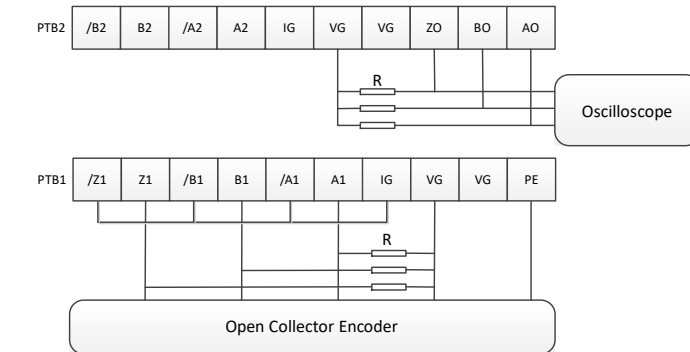 PTB2 /B2 B2 /A2 A2 IG VG VG ZO BO AO
R
Oscilloscope
PTB1 /Z1 Z1 /B1 B1 /A1 A1 IG VG VG PE
R
Open Collector Encoder